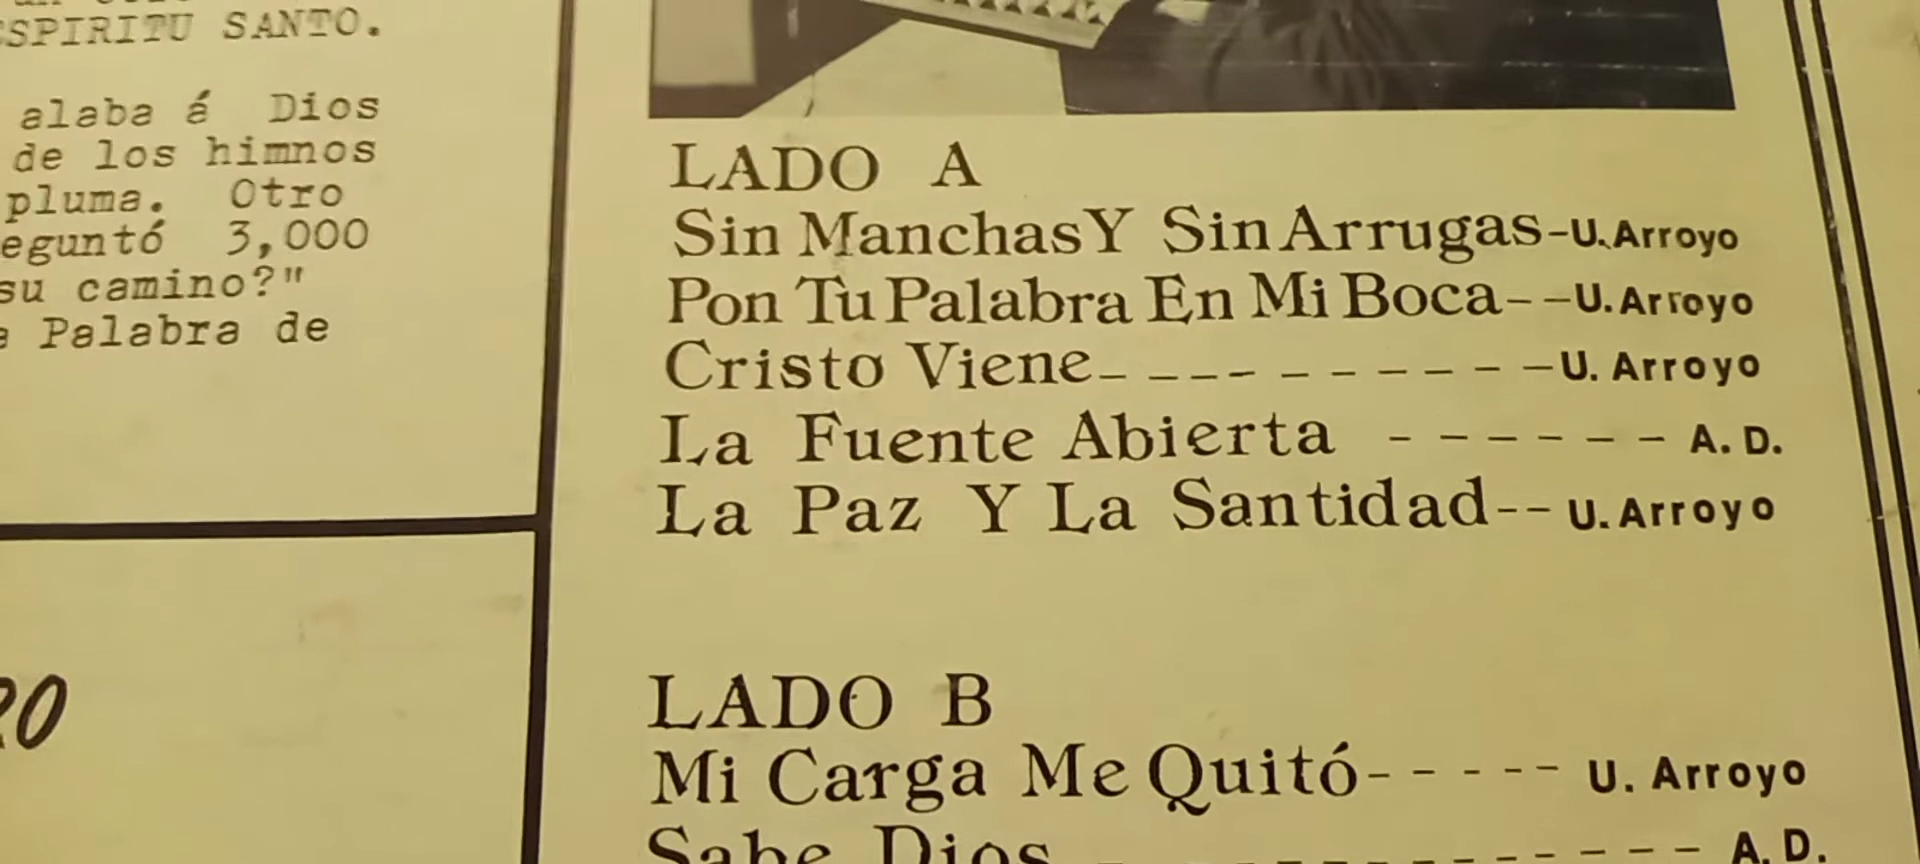 ESPIRITU SANTO.
alaba á Dios
de los himnos
pluma. Otro
eguntó 3,000
su camino?"
Palabra de
LADO A
Sin Manchas Y Sin Arrugas-U. Arroyo
Pon Tu Palabra En Mi Boca--U. Arroyo
Cristo Viene- - - - - - - - - - -U. Arroyo
La Fuente Abierta - - - - - - A. D.
La Paz Y La Santidad-- U. Arroyo
LADO B
Mi Carga Me Quitó- - - - - U. Arroyo
Sabe Dios - - - - - - - - - - - - A. D.